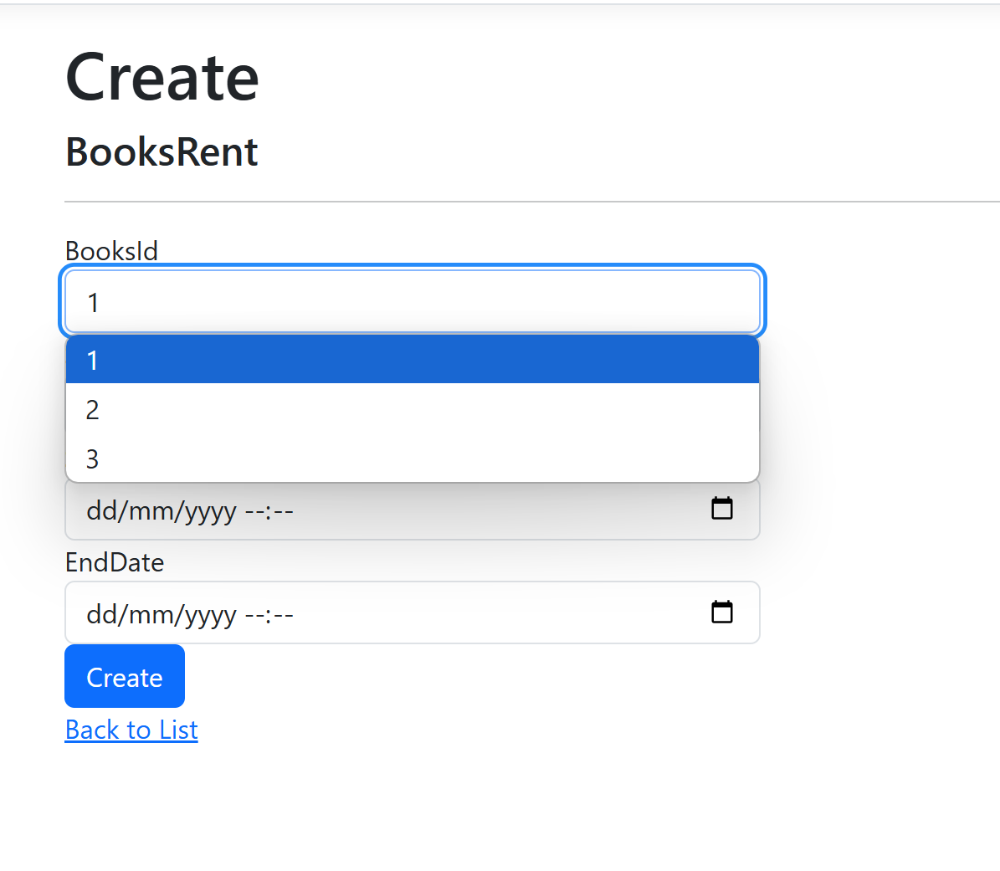 Create
BooksRent
BooksId
1
1
2
3
dd/mm/yyyy --:--
EndDate
dd/mm/yyyy --:--
Create
Back to List